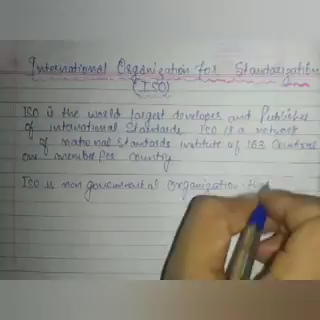 International Organization for Standarization
(ISO)
ISO is the world largest developer and Publisher
of international Standards. ISO is a network
of national standards institute of 163 Countries
one member per country
ISO is non governmental organization